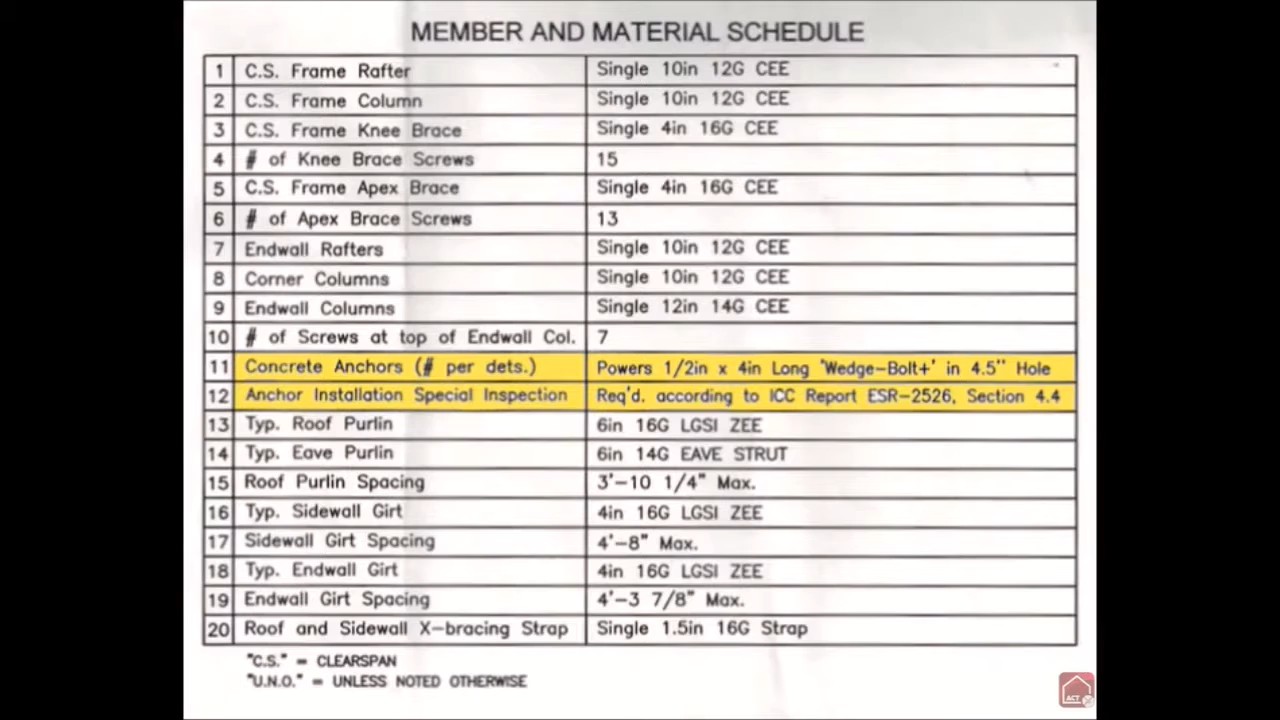 MEMBER AND MATERIAL SCHEDULE
1 C.S. Frame Rafter Single 10in 12G CEE
2 C.S. Frame Column Single 10in 12G CEE
3 C.S. Frame Knee Brace Single 4in 16G CEE
4 # of Knee Brace Screws 15
5 C.S. Frame Apex Brace Single 4in 16G CEE
6 # of Apex Brace Screws 13
7 Endwall Rafters Single 10in 12G CEE
8 Corner Columns Single 10in 12G CEE
9 Endwall Columns Single 12in 14G CEE
10 # of Screws at top of Endwall Col. 7
11 Concrete Anchors (# per dets.) Powers 1/2in x 4in Long 'Wedge-Bolt+' in 4.5" Hole
12 Anchor Installation Special Inspection Req'd. according to ICC Report ESR-2526, Section 4.4
13 Typ. Roof Purlin 6in 16G LGSI ZEE
14 Typ. Eave Purlin 6in 14G EAVE STRUT
15 Roof Purlin Spacing 3'-10 1/4" Max.
16 Typ. Sidewall Girt 4in 16G LGSI ZEE
17 Sidewall Girt Spacing 4'-8" Max.
18 Typ. Endwall Girt 4in 16G LGSI ZEE
19 Endwall Girt Spacing 4'-3 7/8" Max.
20 Roof and Sidewall X-bracing Strap Single 1.5in 16G Strap
"C.S." = CLEARSPAN
"U.N.O." = UNLESS NOTED OTHERWISE
ACT